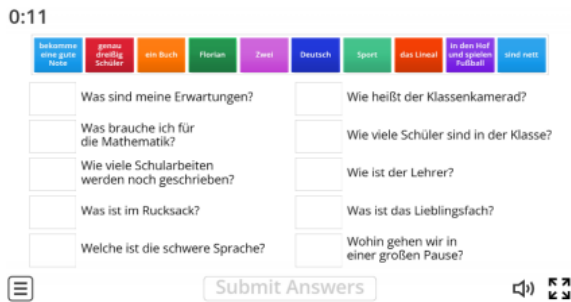 0:11
bekomme
eine gute
Note
genau
dreißig
Schüler
ein Buch
Florian
Zwei
Deutsch
Sport
das Lineal
in den Hof
und spielen
Fußball
sind nett
Was sind meine Erwartungen?
Wie heißt der Klassenkamerad?
Was brauche ich für
die Mathematik?
Wie viele Schüler sind in der Klasse?
Wie viele Schularbeiten
werden noch geschrieben?
Wie ist der Lehrer?
Was ist im Rucksack?
Was ist das Lieblingsfach?
Welche ist die schwere Sprache?
Wohin gehen wir in
einer großen Pause?
Submit Answers